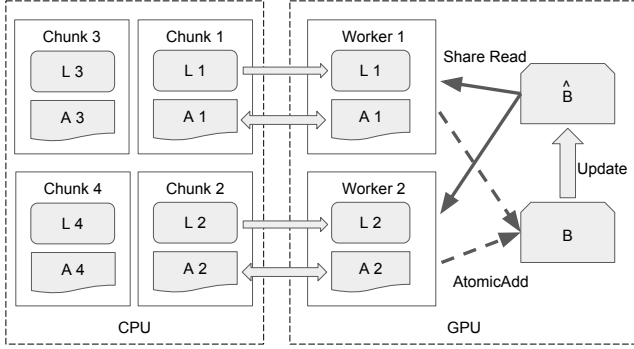 Chunk 3
L 3
A 3
Chunk 1
L 1
A 1
Worker 1
L 1
A 1
Share Read
^
B
Chunk 4
L 4
A 4
Chunk 2
L 2
A 2
Worker 2
L 2
A 2
Update
B
AtomicAdd
CPU
GPU